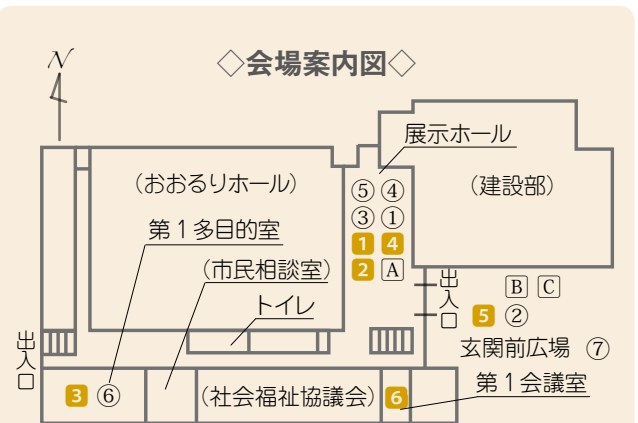 ◇会場案内図◇
N
展示ホール
(おおるりホール)
⑤ ④
(建設部)
第1多目的室
③ ①
1 4
(市民相談室)
2 A
出入口
B C
トイレ
5 ②
出入口
玄関前広場 ⑦
第1会議室
3 ⑥
(社会福祉協議会)
6